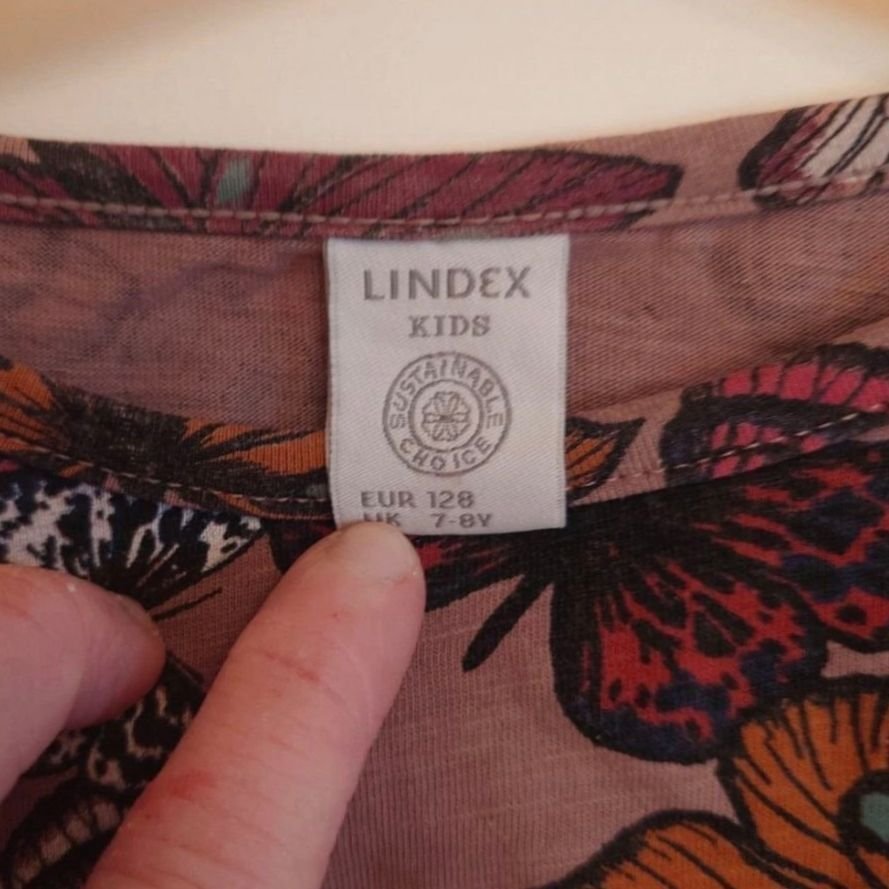 LINDEX
KIDS
SUSTAINABLE
CHOICE
EUR 128
UK 7-8Y